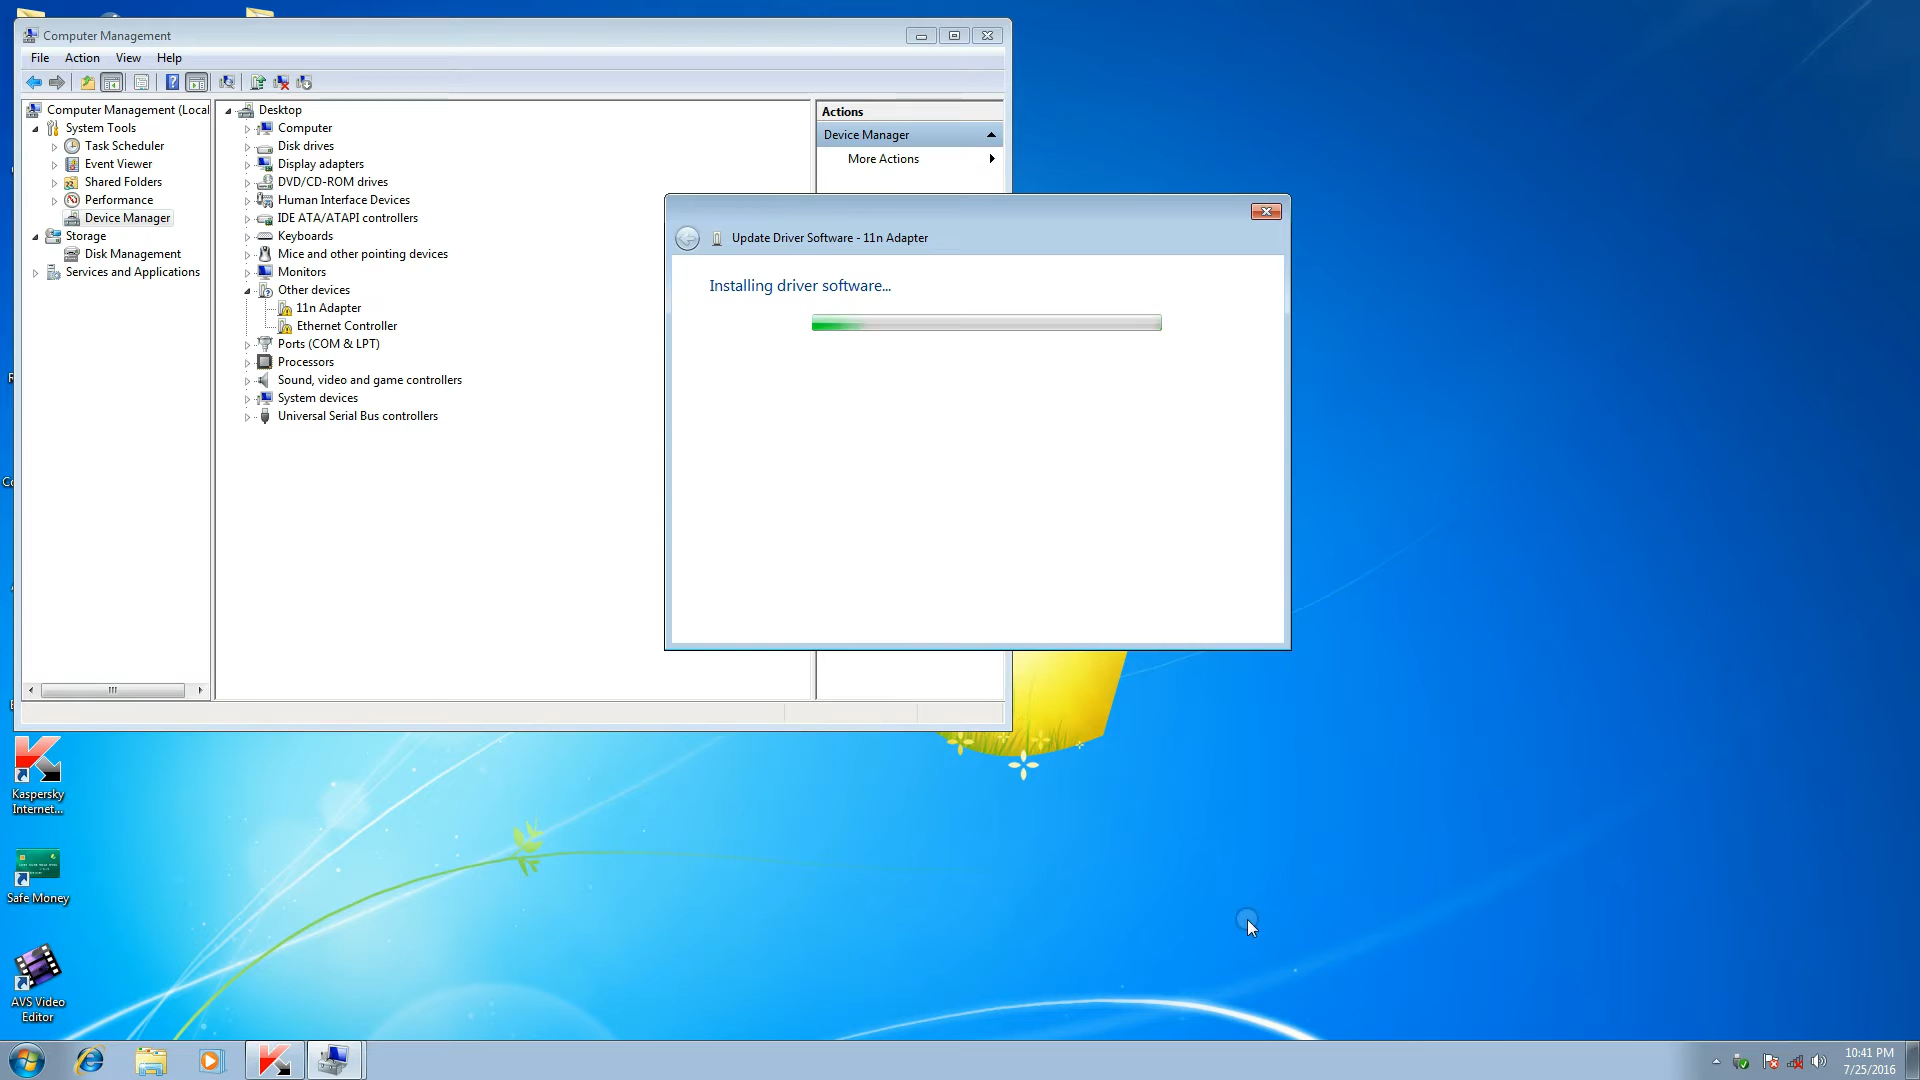 Computer Management
File Action View Help
Computer Management (Local
System Tools
Task Scheduler
Event Viewer
Shared Folders
Performance
Device Manager
Storage
Disk Management
Services and Applications
Desktop
Computer
Disk drives
Display adapters
DVD/CD-ROM drives
Human Interface Devices
IDE ATA/ATAPI controllers
Keyboards
Mice and other pointing devices
Monitors
Other devices
11n Adapter
Ethernet Controller
Ports (COM & LPT)
Processors
Sound, video and game controllers
System devices
Universal Serial Bus controllers
Actions
Device Manager
More Actions
Update Driver Software - 11n Adapter
Installing driver software...
Kaspersky
Internet...
Safe Money
AVS Video
Editor
10:41 PM
7/25/2016